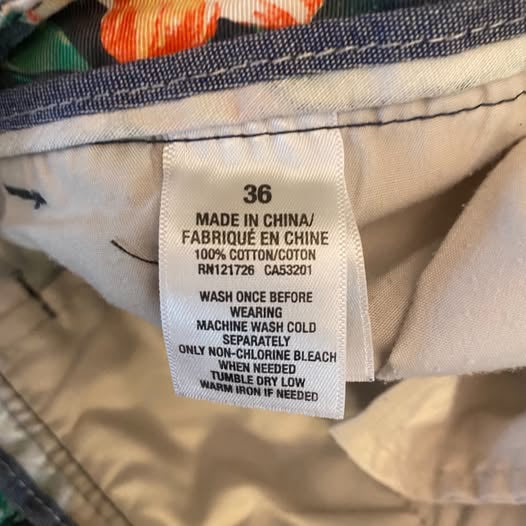 36
MADE IN CHINA/
FABRIQUÉ EN CHINE
100% COTTON/COTON
RN121726 CA53201
WASH ONCE BEFORE
WEARING
MACHINE WASH COLD
SEPARATELY
ONLY NON-CHLORINE BLEACH
WHEN NEEDED
TUMBLE DRY LOW
WARM IRON IF NEEDED